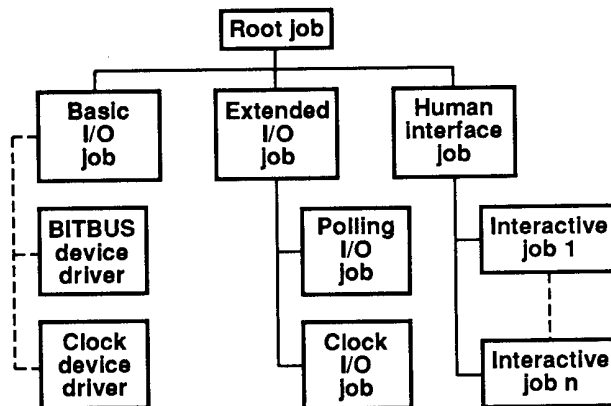 Root job
Basic
I/O
job
Extended
I/O
job
Human
interface
job
BITBUS
device
driver
Polling
I/O
job
Interactive
job 1
Clock
device
driver
Clock
I/O
job
Interactive
job n